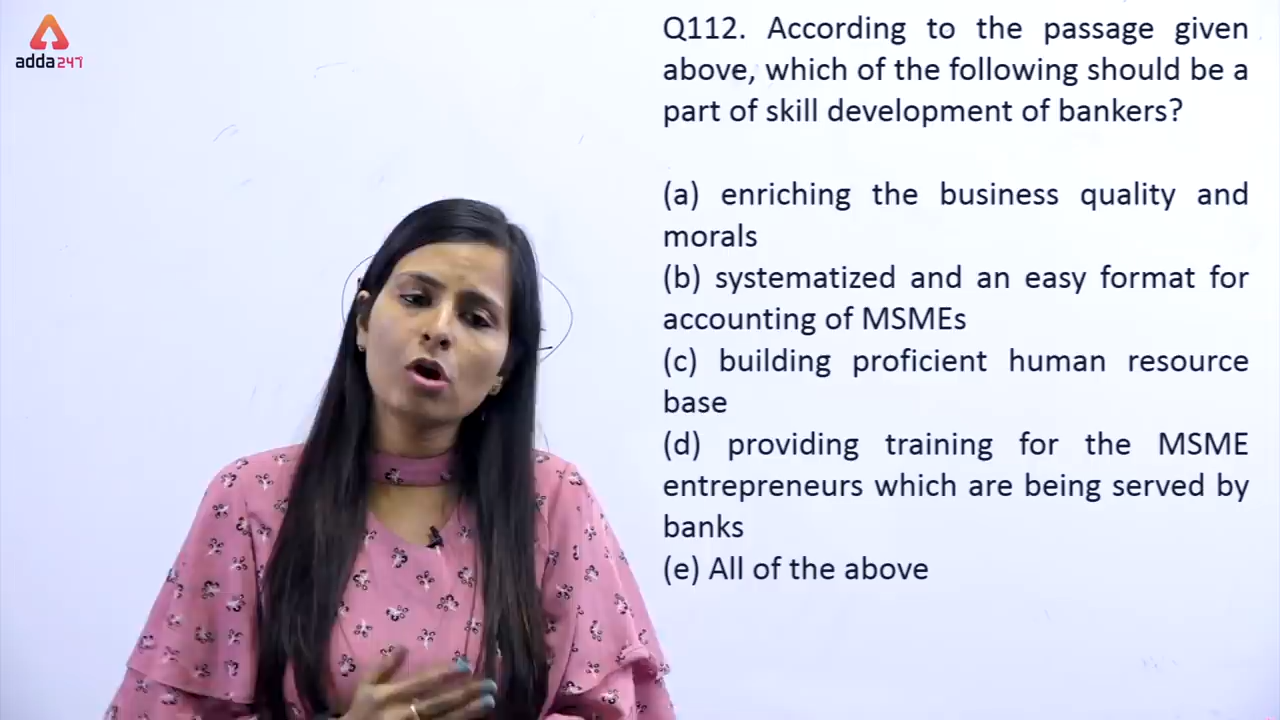 adda247
Q112. According to the passage given
above, which of the following should be a
part of skill development of bankers?
(a) enriching the business quality and
morals
(b) systematized and an easy format for
accounting of MSMEs
(c) building proficient human resource
base
(d) providing training for the MSME
entrepreneurs which are being served by
banks
(e) All of the above